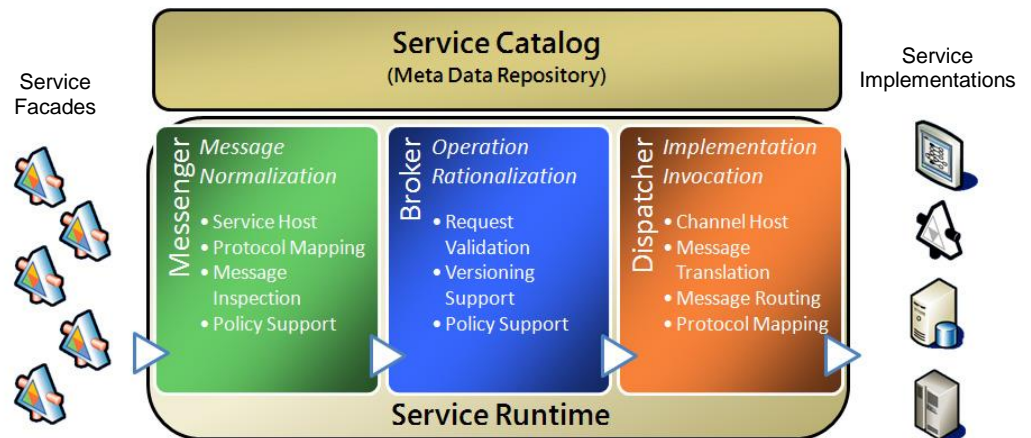 Service Catalog
(Meta Data Repository)
Service
Facades
Service
Implementations
Messenger
Message
Normalization
• Service Host
• Protocol Mapping
• Message
Inspection
• Policy Support
Broker
Operation
Rationalization
• Request
Validation
• Versioning
Support
• Policy Support
Dispatcher
Implementation
Invocation
• Channel Host
• Message
Translation
• Message Routing
• Protocol Mapping
Service Runtime